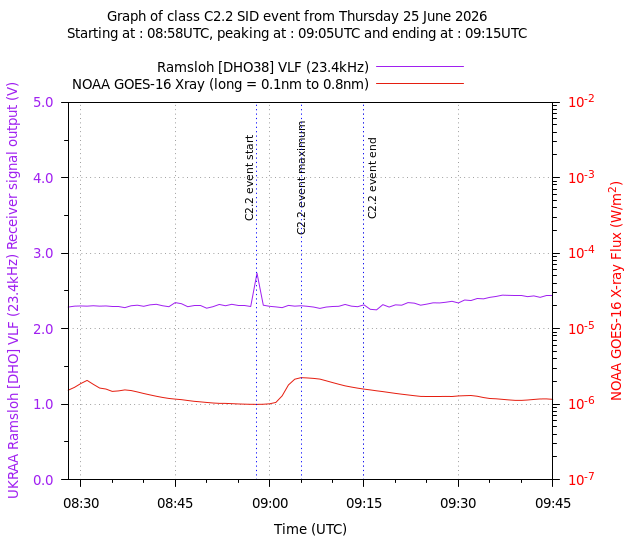 Graph of class C2.2 SID event from Thursday 25 June 2026
Starting at : 08:58UTC, peaking at : 09:05UTC and ending at : 09:15UTC
Ramsloh [DHO38] VLF (23.4kHz)
NOAA GOES-16 Xray (long = 0.1nm to 0.8nm)
UKRAA Ramsloh [DHO] VLF (23.4kHz) Receiver signal output (V)
5.0
4.0
3.0
2.0
1.0
0.0
C2.2 event start
C2.2 event maximum
C2.2 event end
10⁻²
10⁻³
10⁻⁴
10⁻⁵
10⁻⁶
10⁻⁷
NOAA GOES-16 X-ray Flux (W/m²)
08:30 08:45 09:00 09:15 09:30 09:45
Time (UTC)